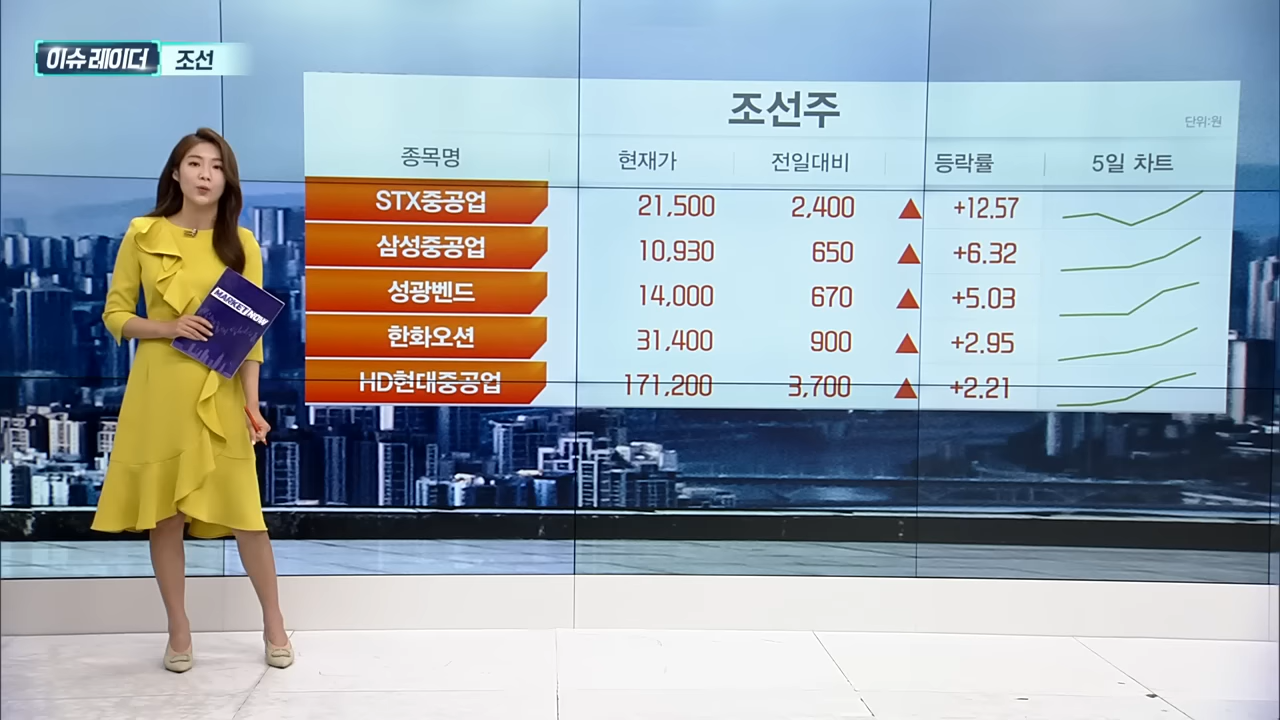 이슈 레이더 조선
조선주
단위:원
종목명 현재가 전일대비 등락률 5일 차트
STX중공업 21,500 2,400 ▲ +12.57
삼성중공업 10,930 650 ▲ +6.32
성광벤드 14,000 670 ▲ +5.03
한화오션 31,400 900 ▲ +2.95
HD현대중공업 171,200 3,700 ▲ +2.21
MARKET NOW